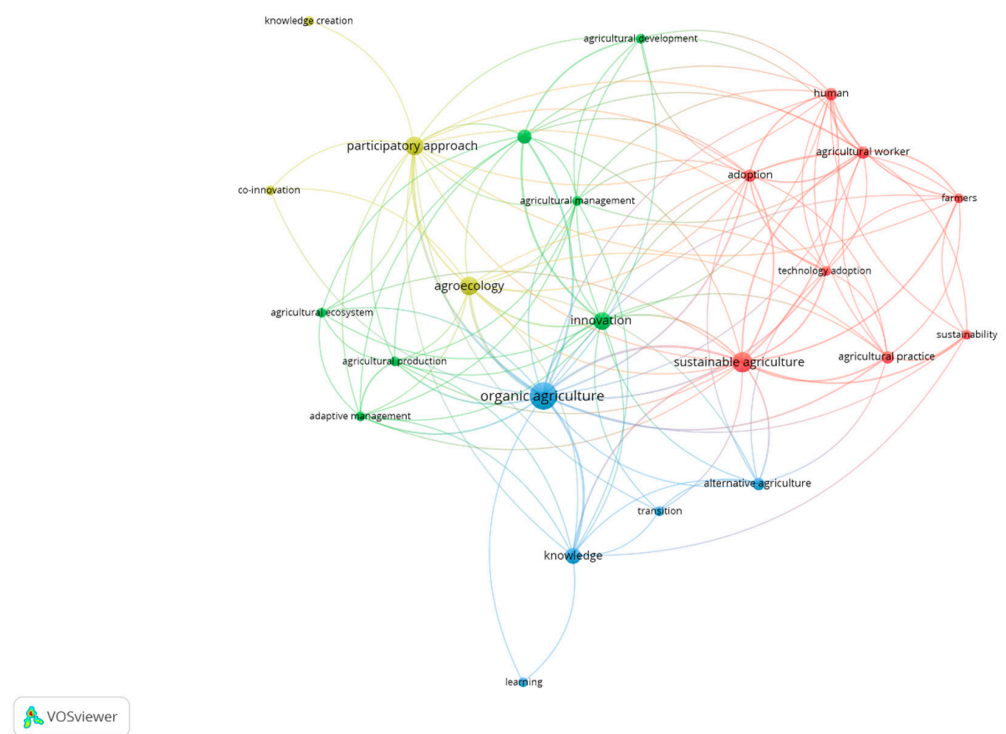 knowledge creation
agricultural development
human
participatory approach
agricultural worker
adoption
co-innovation
agricultural management
farmers
technology adoption
agroecology
agricultural ecosystem
innovation
sustainability
agricultural production
sustainable agriculture
agricultural practice
organic agriculture
adaptive management
alternative agriculture
transition
knowledge
learning
VOSviewer